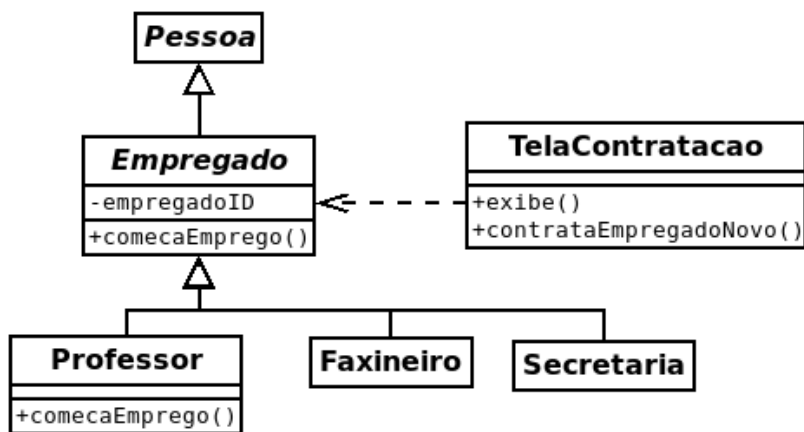 Pessoa
Empregado
-empregadoID
+comecaEmprego()
TelaContratacao
+exibe()
+contrataEmpregadoNovo()
Professor
+comecaEmprego()
Faxineiro
Secretaria